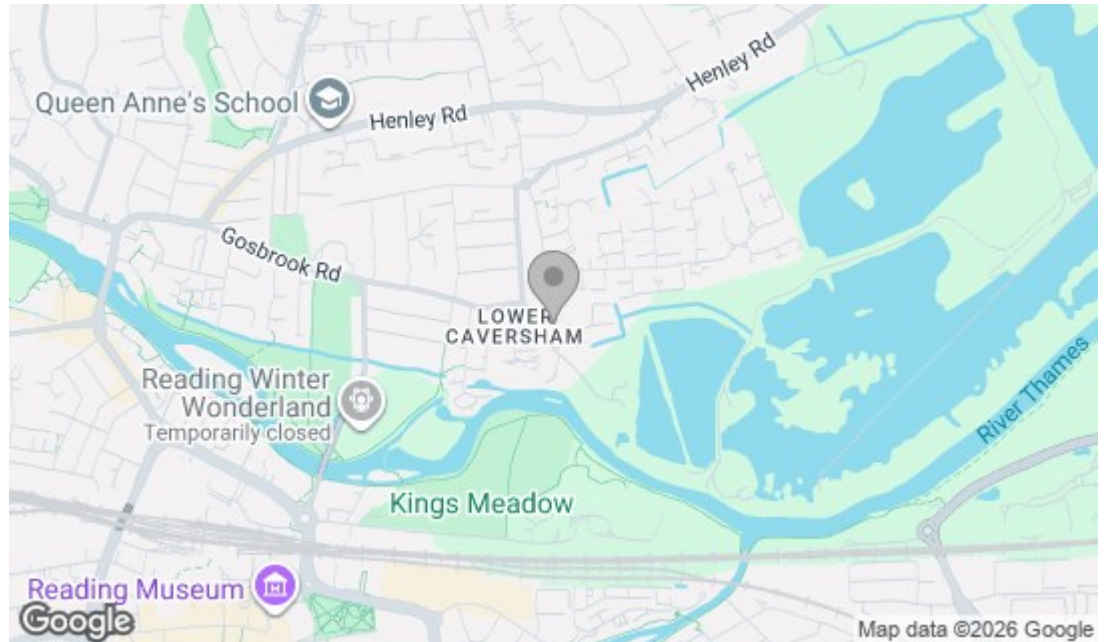 Henley Rd
Queen Anne's School
Henley Rd
Gosbrook Rd
LOWER
CAVERSHAM
Reading Winter
Wonderland
Temporarily closed
River Thames
Kings Meadow
Reading Museum
Google
Map data ©2026 Google